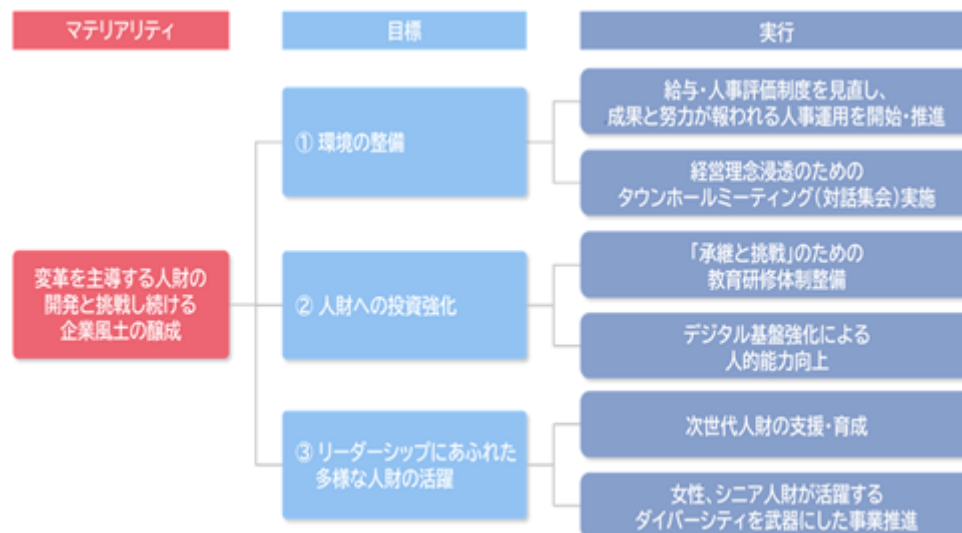 マテリアリティ
目標
実行
変革を主導する人財の
開発と挑戦し続ける
企業風土の醸成
① 環境の整備
給与・人事評価制度を見直し、
成果と努力が報われる人事運用を開始・推進
経営理念浸透のための
タウンホールミーティング(対話集会)実施
② 人財への投資強化
「承継と挑戦」のための
教育研修体制整備
デジタル基盤強化による
人的能力向上
③ リーダーシップにあふれた
多様な人財の活躍
次世代人財の支援・育成
女性、シニア人財が活躍する
ダイバーシティを武器にした事業推進